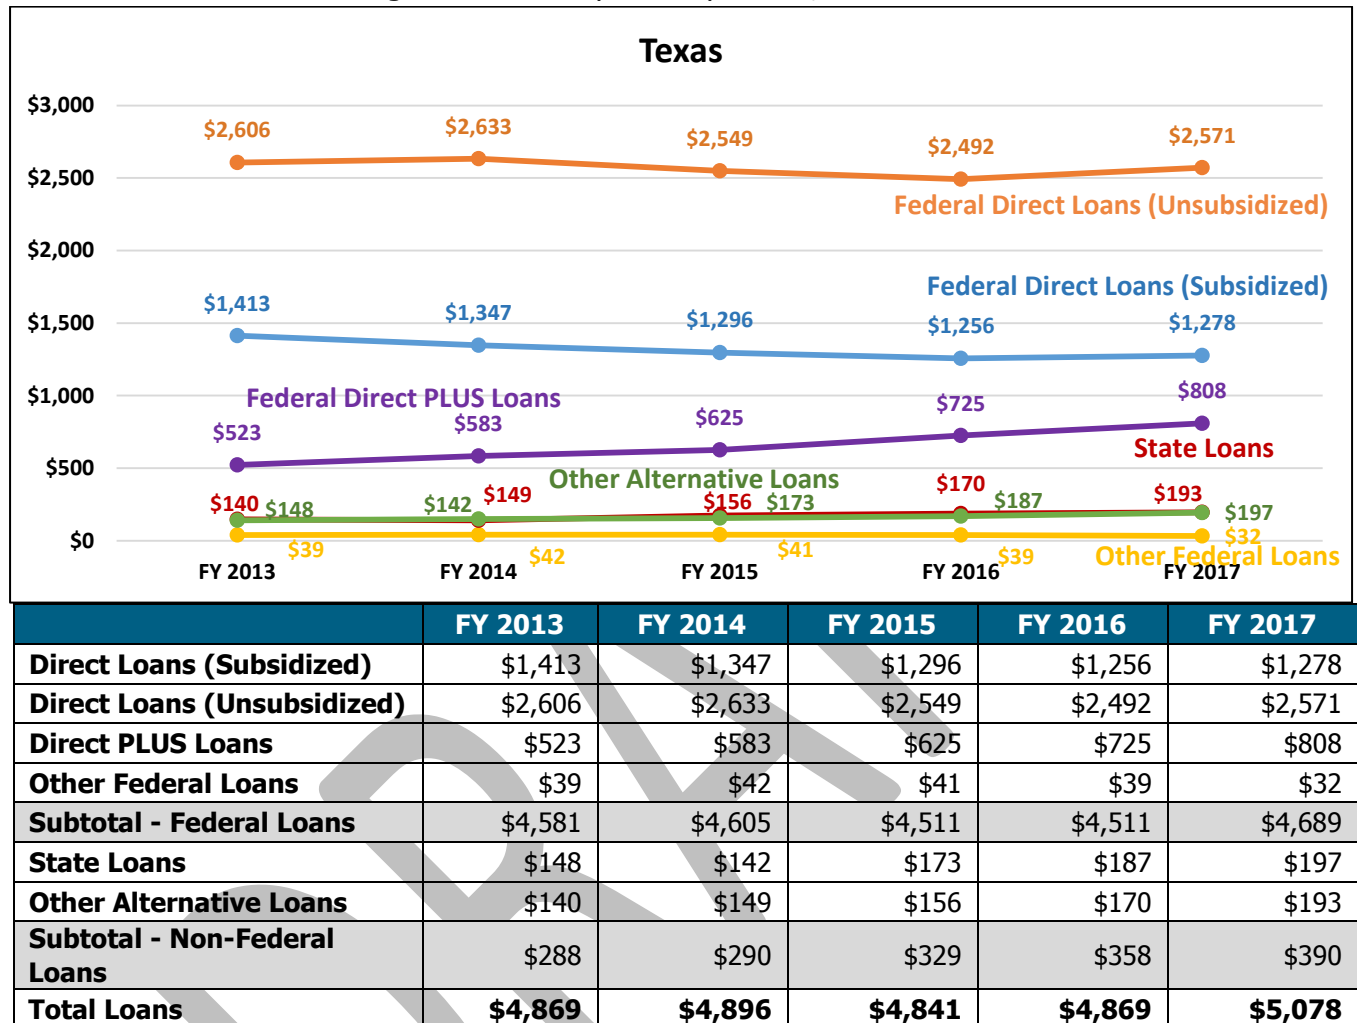 Texas
$3,000
$2,606 $2,633 $2,549 $2,492 $2,571
$2,500
Federal Direct Loans (Unsubsidized)
$2,000
Federal Direct Loans (Subsidized)
$1,413 $1,347 $1,296 $1,256 $1,278
$1,500
$1,000
Federal Direct PLUS Loans
$523 $583 $625 $725 $808
State Loans
$500
Other Alternative Loans
$140 $148 $142 $149 $156 $173 $170 $187 $193 $197
$0
$39 $42 $41 $39 $32
Other Federal Loans
FY 2013 FY 2014 FY 2015 FY 2016 FY 2017
FY 2013 FY 2014 FY 2015 FY 2016 FY 2017
Direct Loans (Subsidized) $1,413 $1,347 $1,296 $1,256 $1,278
Direct Loans (Unsubsidized) $2,606 $2,633 $2,549 $2,492 $2,571
Direct PLUS Loans $523 $583 $625 $725 $808
Other Federal Loans $39 $42 $41 $39 $32
Subtotal - Federal Loans $4,581 $4,605 $4,511 $4,511 $4,689
State Loans $148 $142 $173 $187 $197
Other Alternative Loans $140 $149 $156 $170 $193
Subtotal - Non-Federal
Loans $288 $290 $329 $358 $390
Total Loans $4,869 $4,896 $4,841 $4,869 $5,078